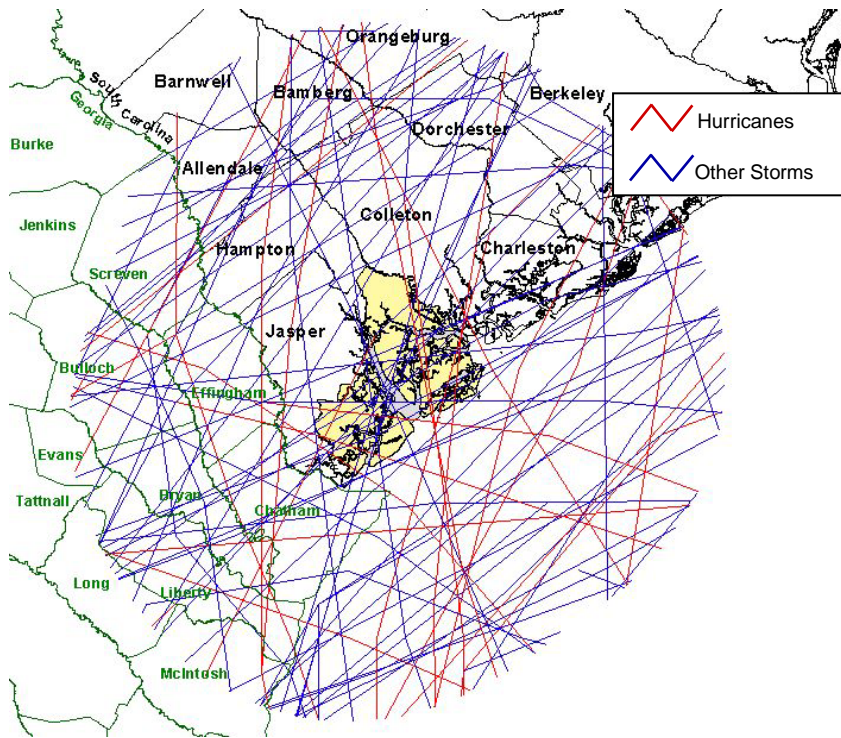 Orangeburg
Barnwell
South Carolina
Georgia
Bamberg
Berkeley
Hurricanes
Dorchester
Burke
Allendale
Other Storms
Colleton
Jenkins
Hampton
Charleston
Screven
Jasper
Bulloch
Effingham
Evans
Tattnall
Bryan
Chatham
Long
Liberty
McIntosh